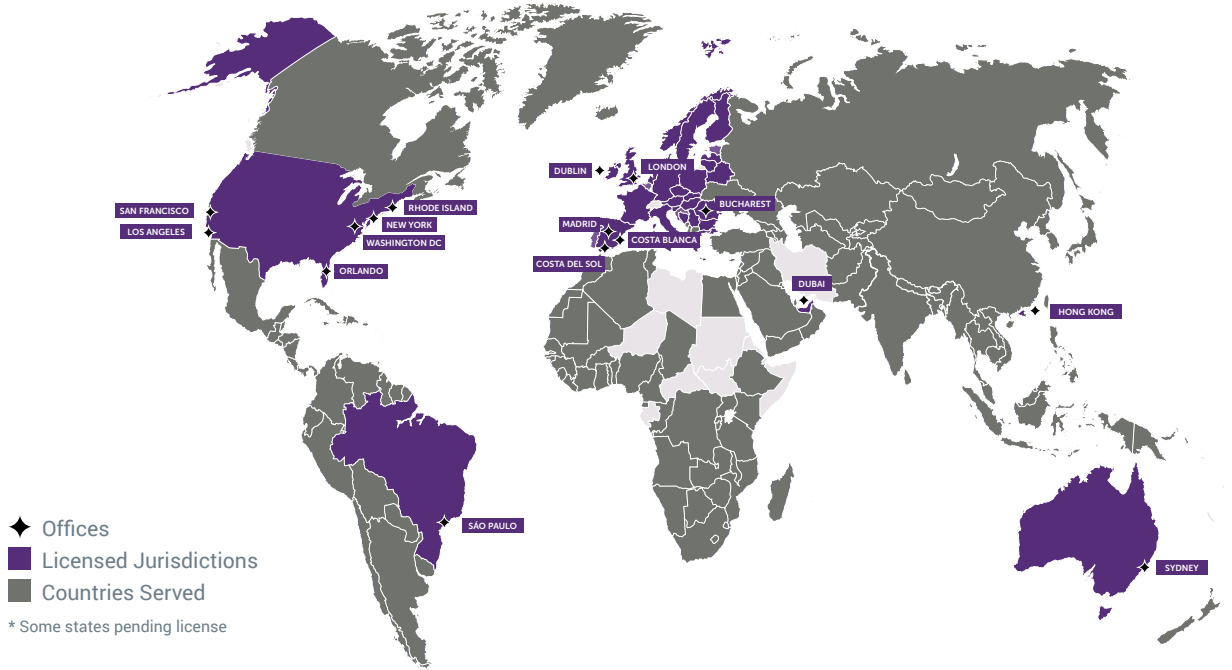 DUBLIN
LONDON
SAN FRANCISCO
RHODE ISLAND
BUCHAREST
LOS ANGELES
NEW YORK
MADRID
WASHINGTON DC
COSTA BLANCA
COSTA DEL SOL
ORLANDO
DUBAI
HONG KONG
SÁO PAULO
Offices
Licensed Jurisdictions
SYDNEY
Countries Served
* Some states pending license